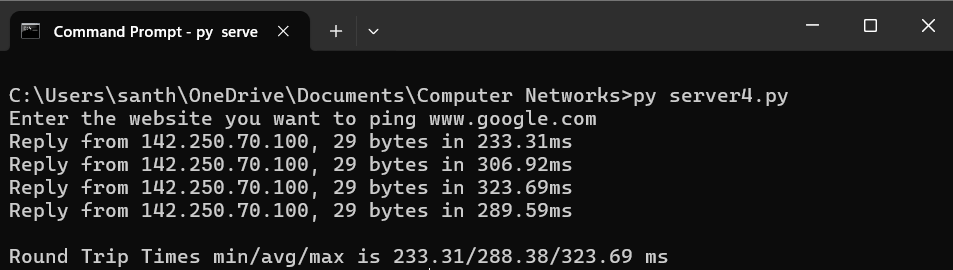 Command Prompt - py serve
C:\Users\santh\OneDrive\Documents\Computer Networks>py server4.py
Enter the website you want to ping www.google.com
Reply from 142.250.70.100, 29 bytes in 233.31ms
Reply from 142.250.70.100, 29 bytes in 306.92ms
Reply from 142.250.70.100, 29 bytes in 323.69ms
Reply from 142.250.70.100, 29 bytes in 289.59ms
Round Trip Times min/avg/max is 233.31/288.38/323.69 ms